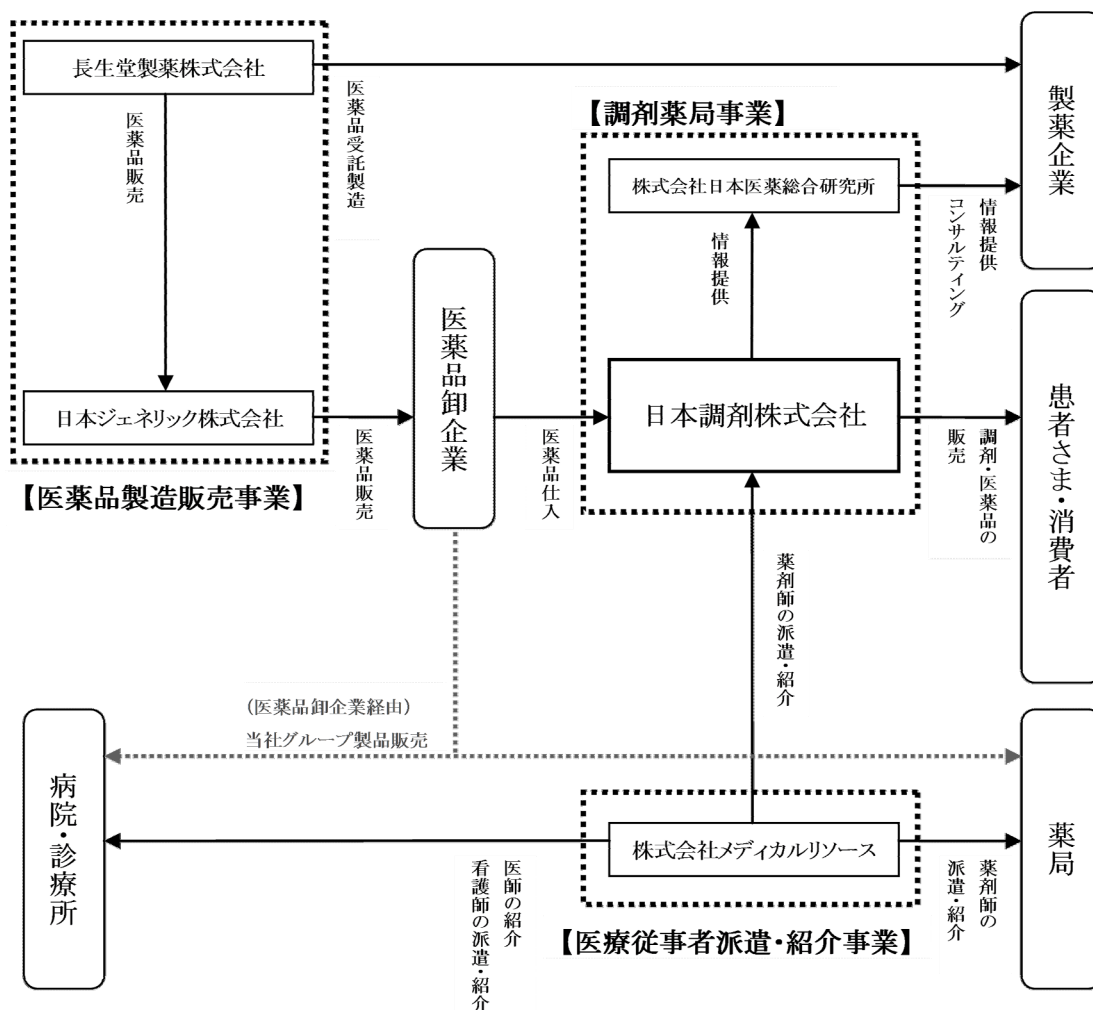 長生堂製薬株式会社
医薬品販売
医薬品受託製造
製薬企業
【調剤薬局事業】
株式会社日本医薬総合研究所
情報提供
情報提供
コンサルティング
医薬品卸企業
日本ジェネリック株式会社
医薬品販売
【医薬品製造販売事業】
医薬品仕入
日本調剤株式会社
調剤・医薬品の
販売
患者さま・消費者
薬剤師の派遣・紹介
(医薬品卸企業経由)
当社グループ製品販売
病院・診療所
株式会社メディカルリソース
医師の紹介
看護師の派遣・紹介
薬剤師の
派遣・紹介
薬局
【医療従事者派遣・紹介事業】